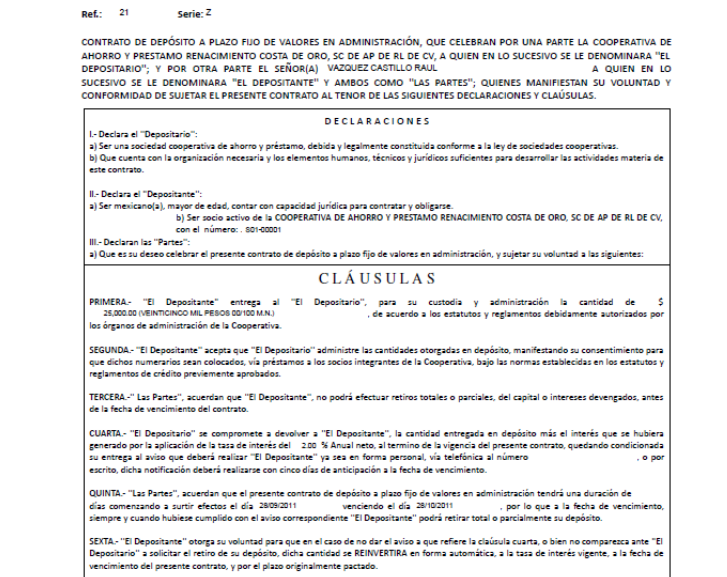 Ref.: 21 Serie: Z
CONTRATO DE DEPÓSITO A PLAZO FIJO DE VALORES EN ADMINISTRACIÓN, QUE CELEBRAN POR UNA PARTE LA COOPERATIVA DE
AHORRO Y PRESTAMO RENACIMIENTO COSTA DE ORO, SC DE AP DE RL DE CV, A QUIEN EN LO SUCESIVO SE LE DENOMINARA "EL
DEPOSITARIO"; Y POR OTRA PARTE EL SEÑOR(A) VAZQUEZ CASTILLO RAUL A QUIEN EN LO
SUCESIVO SE LE DENOMINARA "EL DEPOSITANTE" Y AMBOS COMO "LAS PARTES"; QUIENES MANIFIESTAN SU VOLUNTAD Y
CONFORMIDAD DE SUJETAR EL PRESENTE CONTRATO AL TENOR DE LAS SIGUIENTES DECLARACIONES Y CLAÚSULAS.
DECLARACIONES
I.- Declara el "Depositario":
a) Ser una sociedad cooperativa de ahorro y préstamo, debida y legalmente constituida conforme a la ley de sociedades cooperativas.
b) Que cuenta con la organización necesaria y los elementos humanos, técnicos y jurídicos suficientes para desarrollar las actividades materia de
este contrato.
II.- Declara el "Depositante":
a) Ser mexicano(a), mayor de edad, contar con capacidad jurídica para contratar y obligarse.
b) Ser socio activo de la COOPERATIVA DE AHORRO Y PRESTAMO RENACIMIENTO COSTA DE ORO, SC DE AP DE RL DE CV,
con el número: . S01-00001
III.- Declaran las "Partes":
a) Que es su deseo celebrar el presente contrato de depósito a plazo fijo de valores en administración, y sujetar su voluntad a las siguientes:
CLÁUSULAS
PRIMERA.- "El Depositante" entrega al "El Depositario", para su custodia y administración la cantidad de $
25,000.00 (VEINTICINCO MIL PESOS 00/100 M.N.) , de acuerdo a los estatutos y reglamentos debidamente autorizados por
los órganos de administración de la Cooperativa.
SEGUNDA.- "El Depositante" acepta que "El Depositario" administre las cantidades otorgadas en depósito, manifestando su consentimiento para
que dichos numerarios sean colocados, vía préstamos a los socios integrantes de la Cooperativa, bajo las normas establecidas en los estatutos y
reglamentos de crédito previemente aprobados.
TERCERA.- " Las Partes", acuerdan que "El Depositante", no podrá efectuar retiros totales o parciales, del capital o intereses devengados, antes
de la fecha de vencimiento del contrato.
CUARTA.- "El Depositario" se compromete a devolver a "El Depositante", la cantidad entregada en depósito más el interés que se hubiera
generado por la aplicación de la tasa de interés del 2.00 % Anual neto, al termino de la vigencia del presente contrato, quedando condicionada
su entrega al aviso que deberá realizar "El Depositante" ya sea en forma personal, vía telefónica al número , o por
escrito, dicha notificación deberá realizarse con cinco días de anticipación a la fecha de vencimiento.
QUINTA.- "Las Partes", acuerdan que el presente contrato de depósito a plazo fijo de valores en administración tendrá una duración de
días comenzando a surtir efectos el día 28/09/2011 venciendo el día 28/10/2011 , por lo que a la fecha de vencimiento,
siempre y cuando hubiese cumplido con el aviso correspondiente "El Depositante" podrá retirar total o parcialmente su depósito.
SEXTA.- "El Depositante" otorga su voluntad para que en el caso de no dar el aviso a que refiere la claúsula cuarta, o bien no comparezca ante "El
Depositario" a solicitar el retiro de su depósito, dicha cantidad se REINVERTIRA en forma automática, a la tasa de interés vigente, a la fecha de
vencimiento del presente contrato, y por el plazo originalmente pactado.